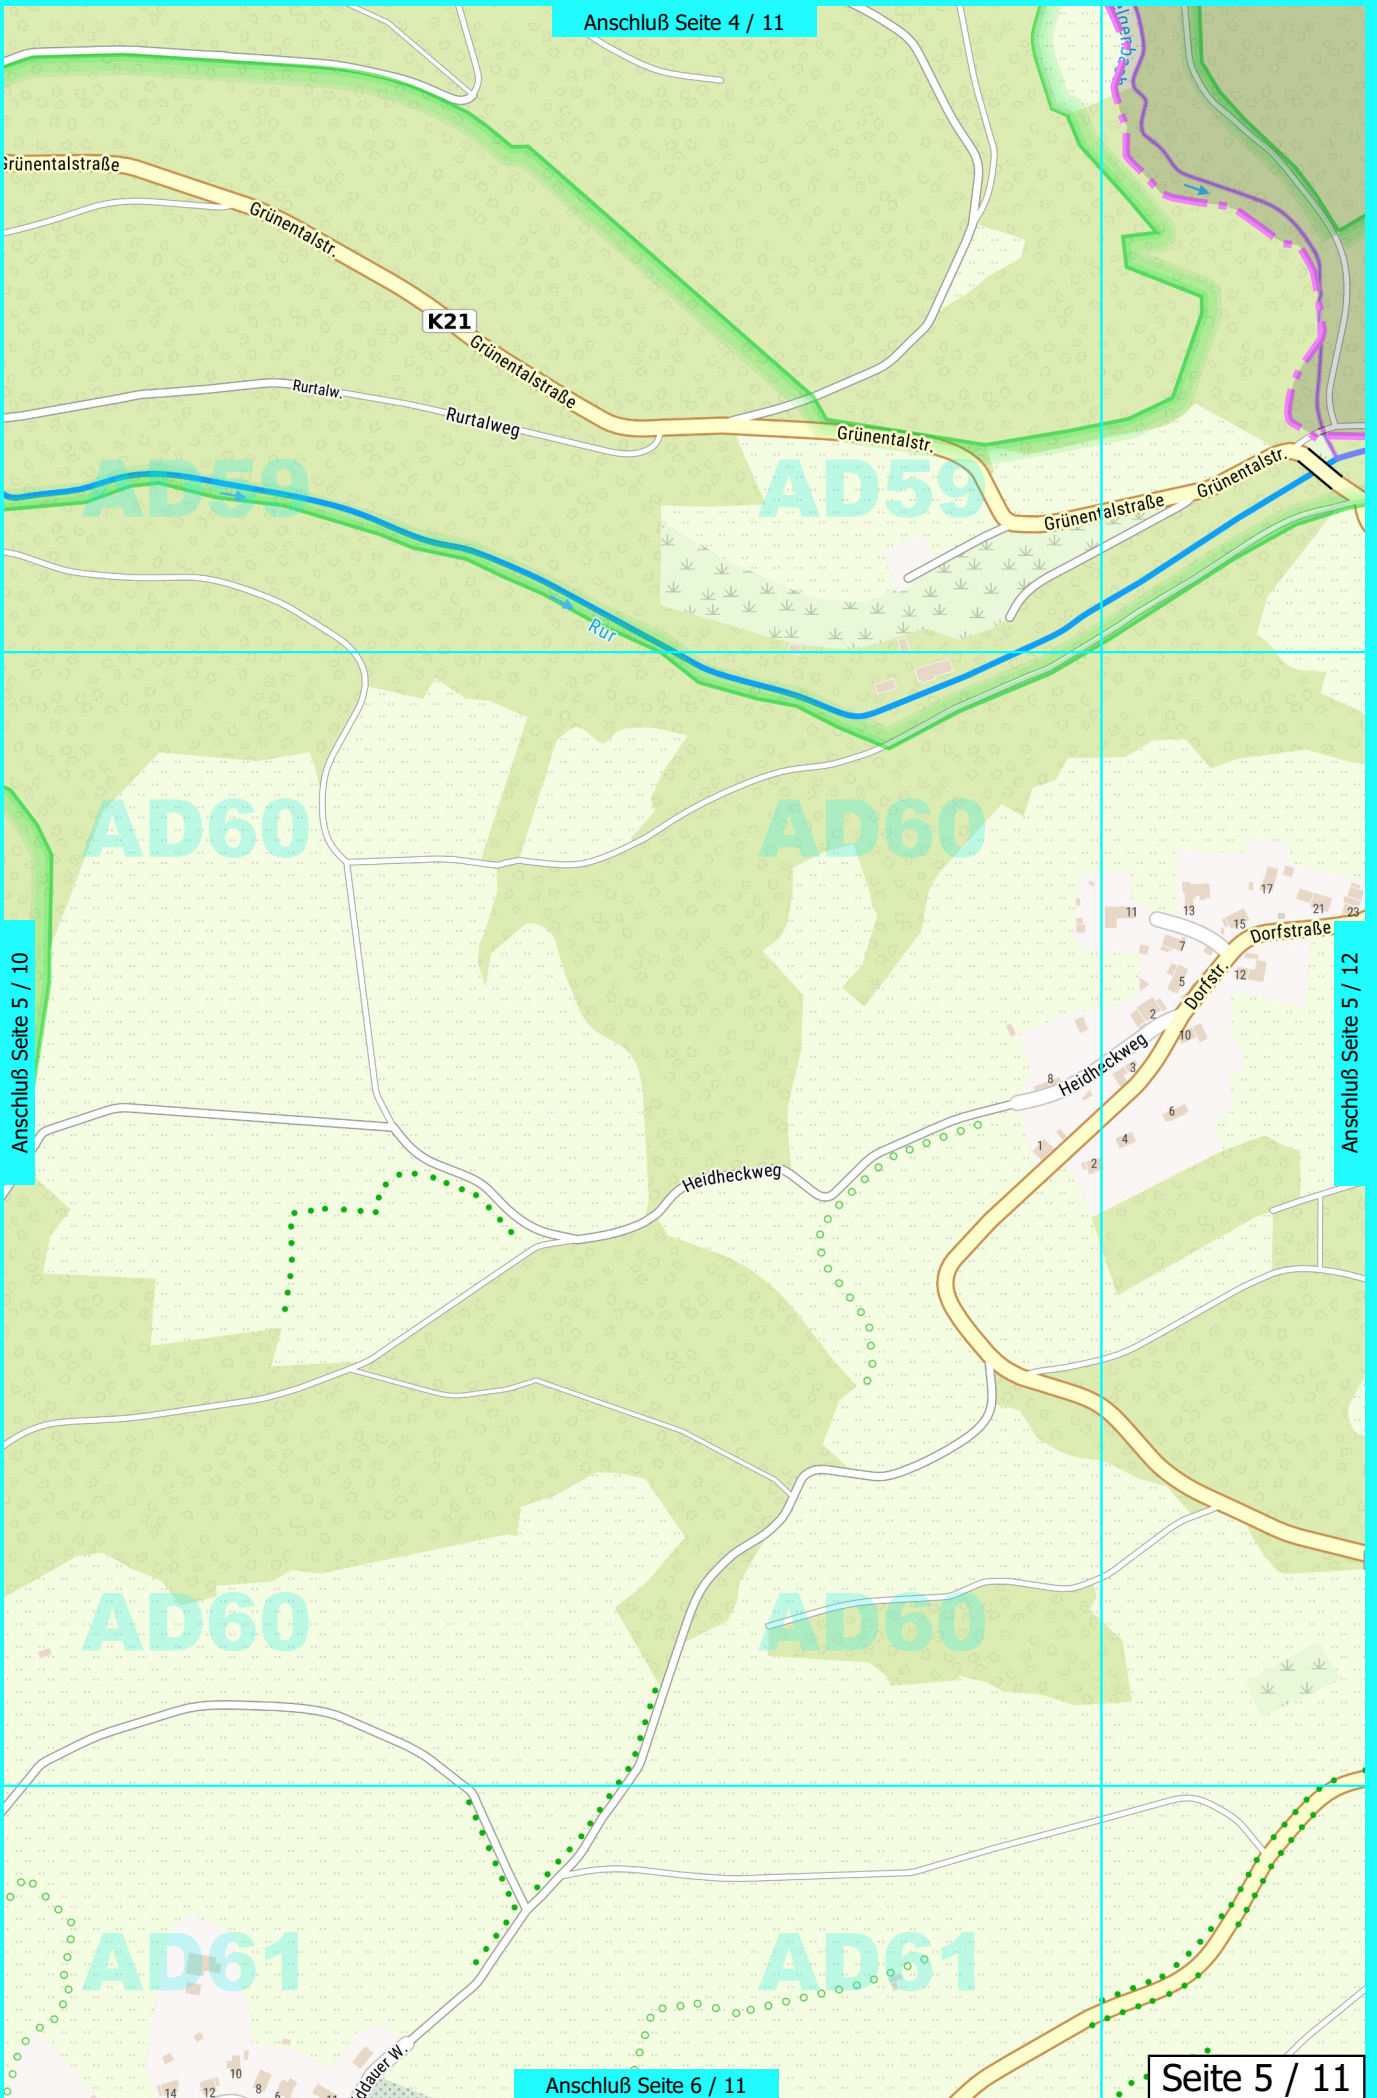 Anschluß Seite 4 / 11
Grünentalstraße
Grünentalstr.
K21
Grünentalstraße
Rurtalw.
Rurtalweg
Grünentalstr.
Grünentalstr.
Grünentalstraße
AD59
AD59
Rur
AD60
AD60
17
11
13
21
23
15
Dorfstraße
7
12
5
Dorfstr.
2
10
Anschluß Seite 5 / 10
Anschluß Seite 5 / 12
Heidheckweg
3
8
6
4
1
2
Heidheckweg
AD60
AD60
AD61
AD61
10
14
12
8
Anschluß Seite 6 / 11
Seite 5 / 11